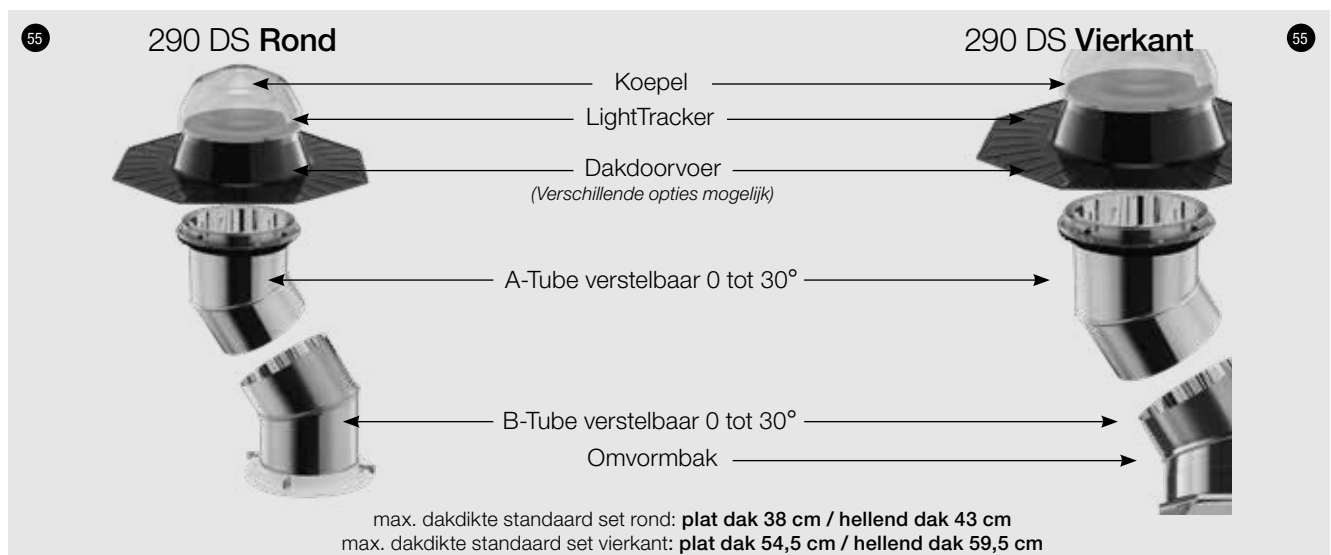 55
290 DS Rond
290 DS Vierkant
55
Koepel
LightTracker
Dakdoorvoer
(Verschillende opties mogelijk)
A-Tube verstelbaar 0 tot 30°
B-Tube verstelbaar 0 tot 30°
Omvormbak
max. dakdikte standaard set rond: plat dak 38 cm / hellend dak 43 cm
max. dakdikte standaard set vierkant: plat dak 54,5 cm / hellend dak 59,5 cm